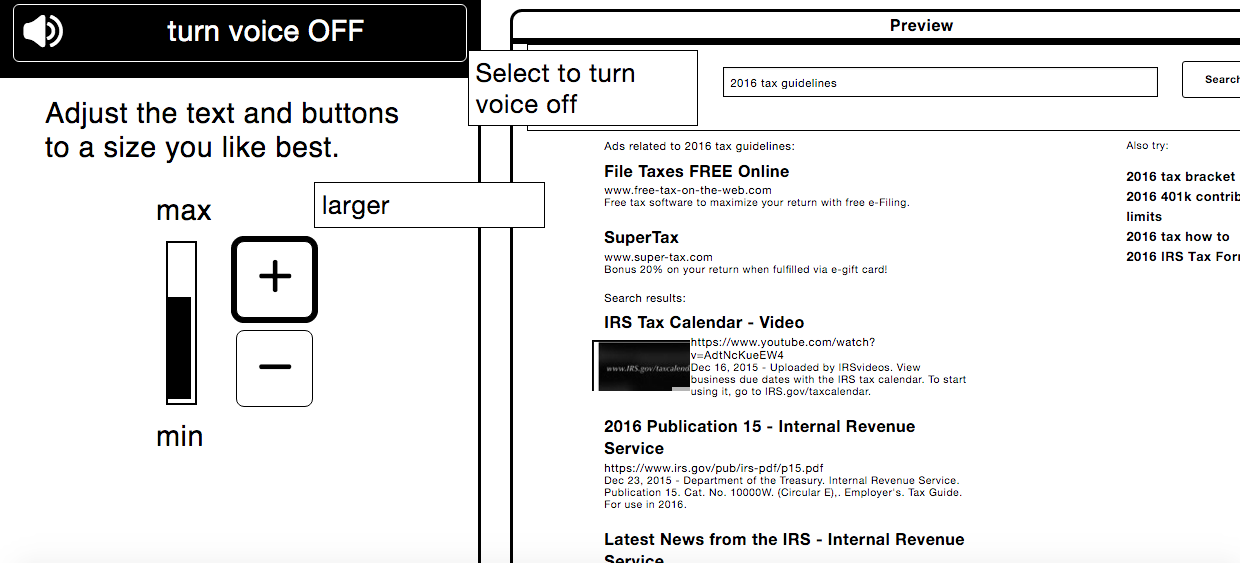 turn voice OFF
Select to turn
voice off
Adjust the text and buttons
to a size you like best.
max
larger
+
−
min
Preview
2016 tax guidelines
Search
Ads related to 2016 tax guidelines:
File Taxes FREE Online
www.free-tax-on-the-web.com
Free tax software to maximize your return with free e-Filing.
SuperTax
www.super-tax.com
Bonus 20% on your return when fulfilled via e-gift card!
Search results:
IRS Tax Calendar - Video
www.IRS.gov/taxcalend
https://www.youtube.com/watch?
v=AdtNcKueEW4
Dec 16, 2015 - Uploaded by IRSvideos. View
business due dates with the IRS tax calendar. To start
using it, go to IRS.gov/taxcalendar.
2016 Publication 15 - Internal Revenue
Service
https://www.irs.gov/pub/irs-pdf/p15.pdf
Dec 23, 2015 - Department of the Treasury. Internal Revenue Service.
Publication 15. Cat. No. 10000W. (Circular E),. Employer's. Tax Guide.
For use in 2016.
Latest News from the IRS - Internal Revenue
Service
Also try:
2016 tax bracket
2016 401k contrib
limits
2016 tax how to
2016 IRS Tax For